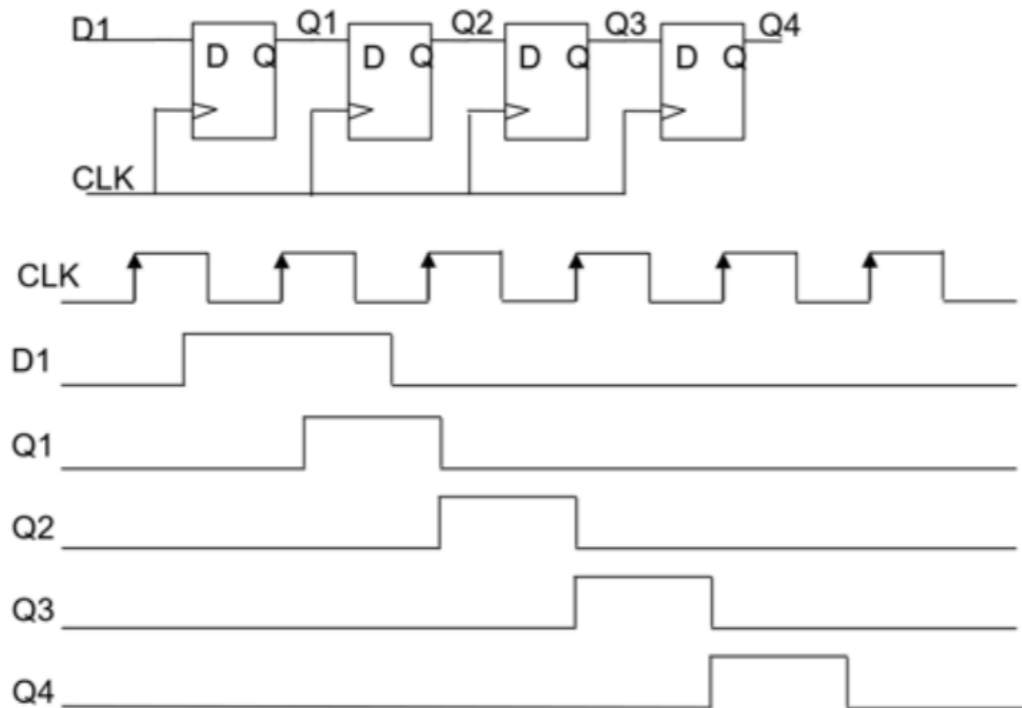 D1 Q1 Q2 Q3 Q4
D Q D Q D Q D Q
CLK
CLK
D1
Q1
Q2
Q3
Q4